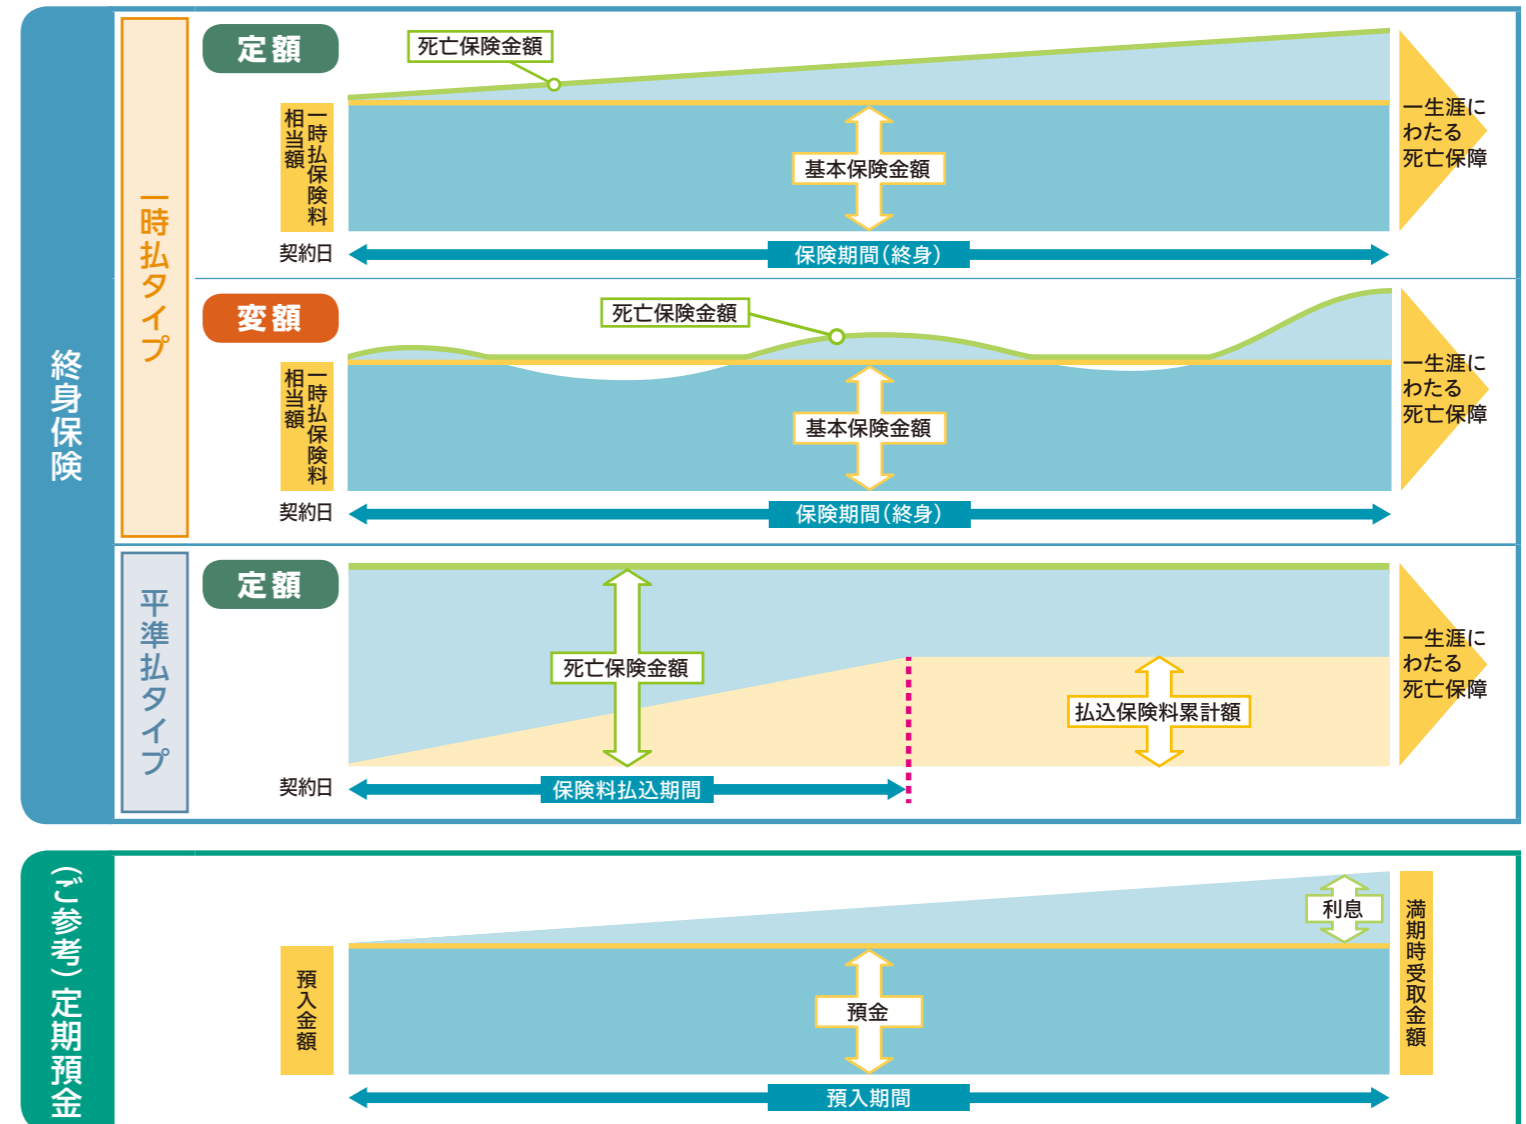 終身保険
一時払タイプ
定額
死亡保険金額
一時払保険料
相当額
基本保険金額
一生涯に
わたる
死亡保障
契約日
保険期間(終身)
変額
死亡保険金額
一時払保険料
相当額
基本保険金額
一生涯に
わたる
死亡保障
契約日
保険期間(終身)
平準払タイプ
定額
死亡保険金額
払込保険料累計額
一生涯に
わたる
死亡保障
契約日
保険料払込期間
(ご参考)定期預金
預入金額
利息
預金
満期時受取金額
預入期間